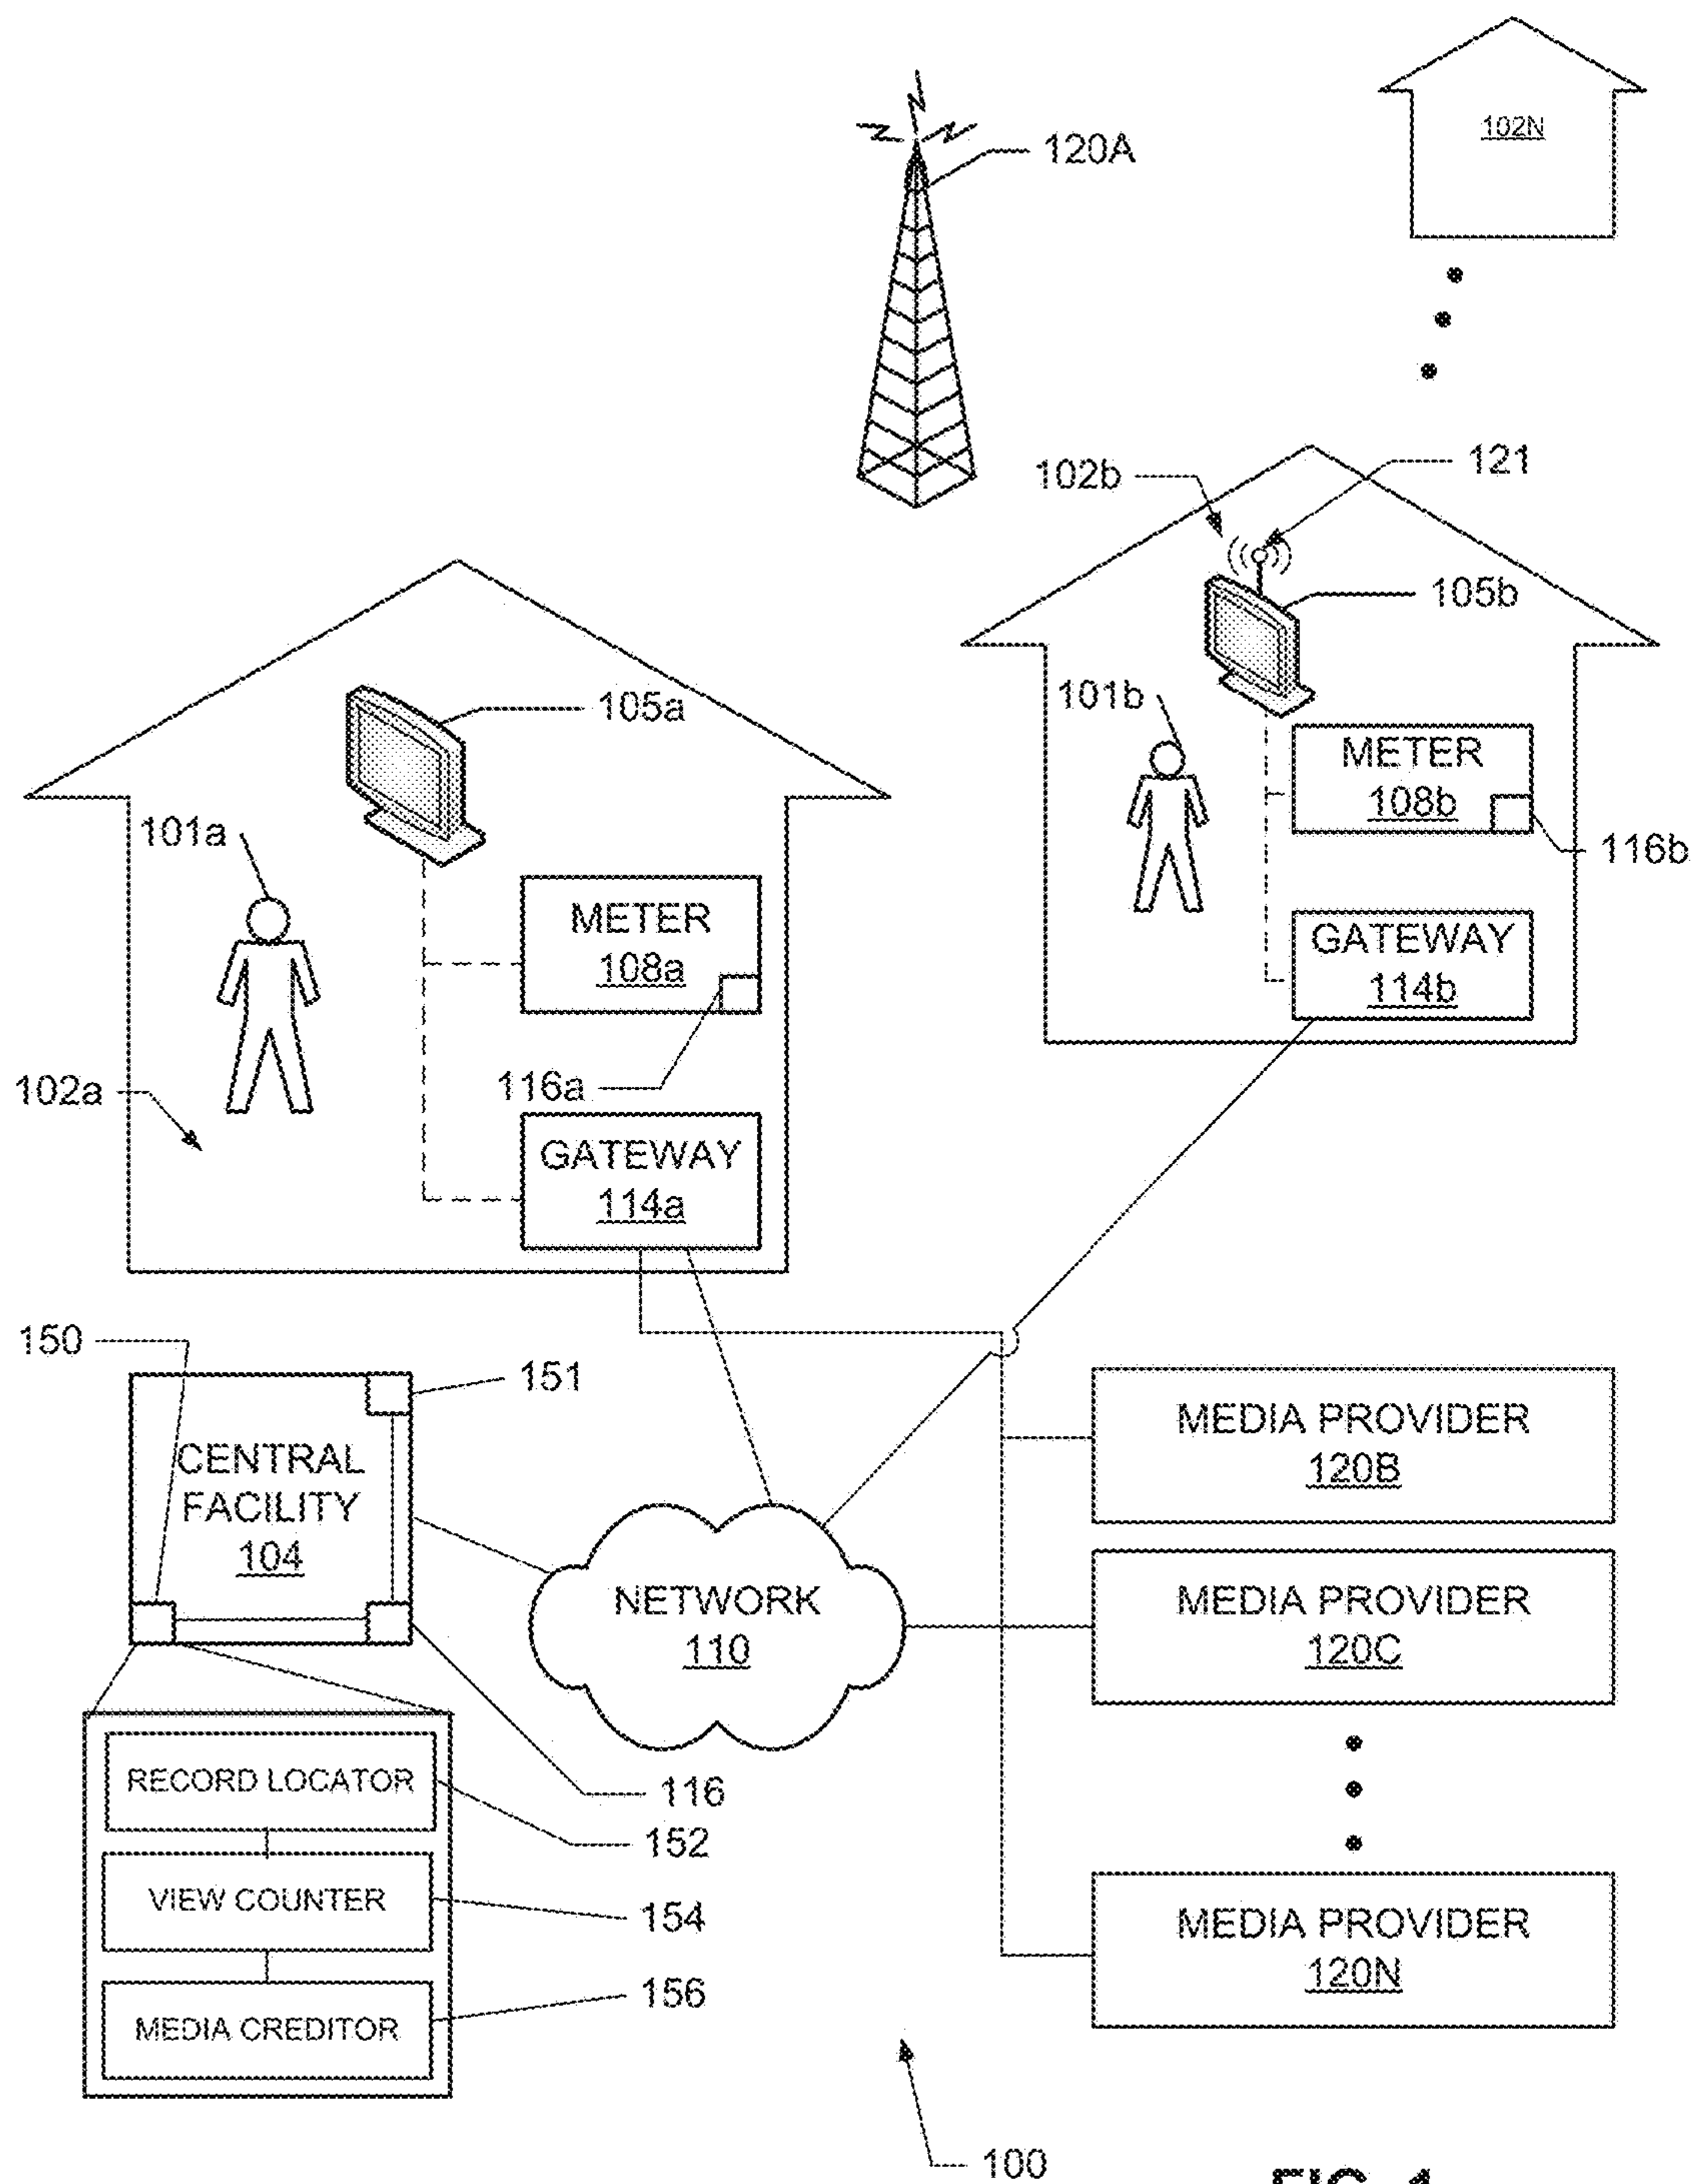 102N
120A
102b
121
105b
105a
101b
METER
108b
101a
116b
METER
108a
GATEWAY
114b
102a
116a
GATEWAY
114a
150
151
MEDIA PROVIDER
120B
CENTRAL
FACILITY
104
NETWORK
110
MEDIA PROVIDER
120C
RECORD LOCATOR
116
152
VIEW COUNTER
154
MEDIA PROVIDER
120N
MEDIA CREDITOR
156
100
FIG. 1